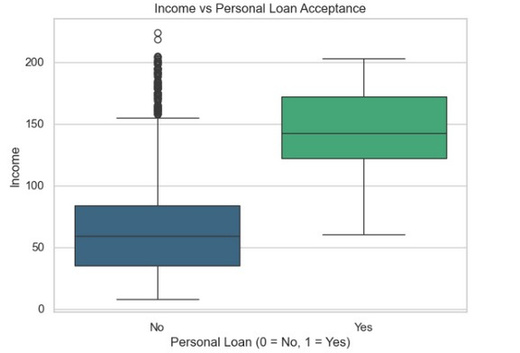 Income vs Personal Loan Acceptance
200
150
100
50
0
Income
No Yes
Personal Loan (0 = No, 1 = Yes)